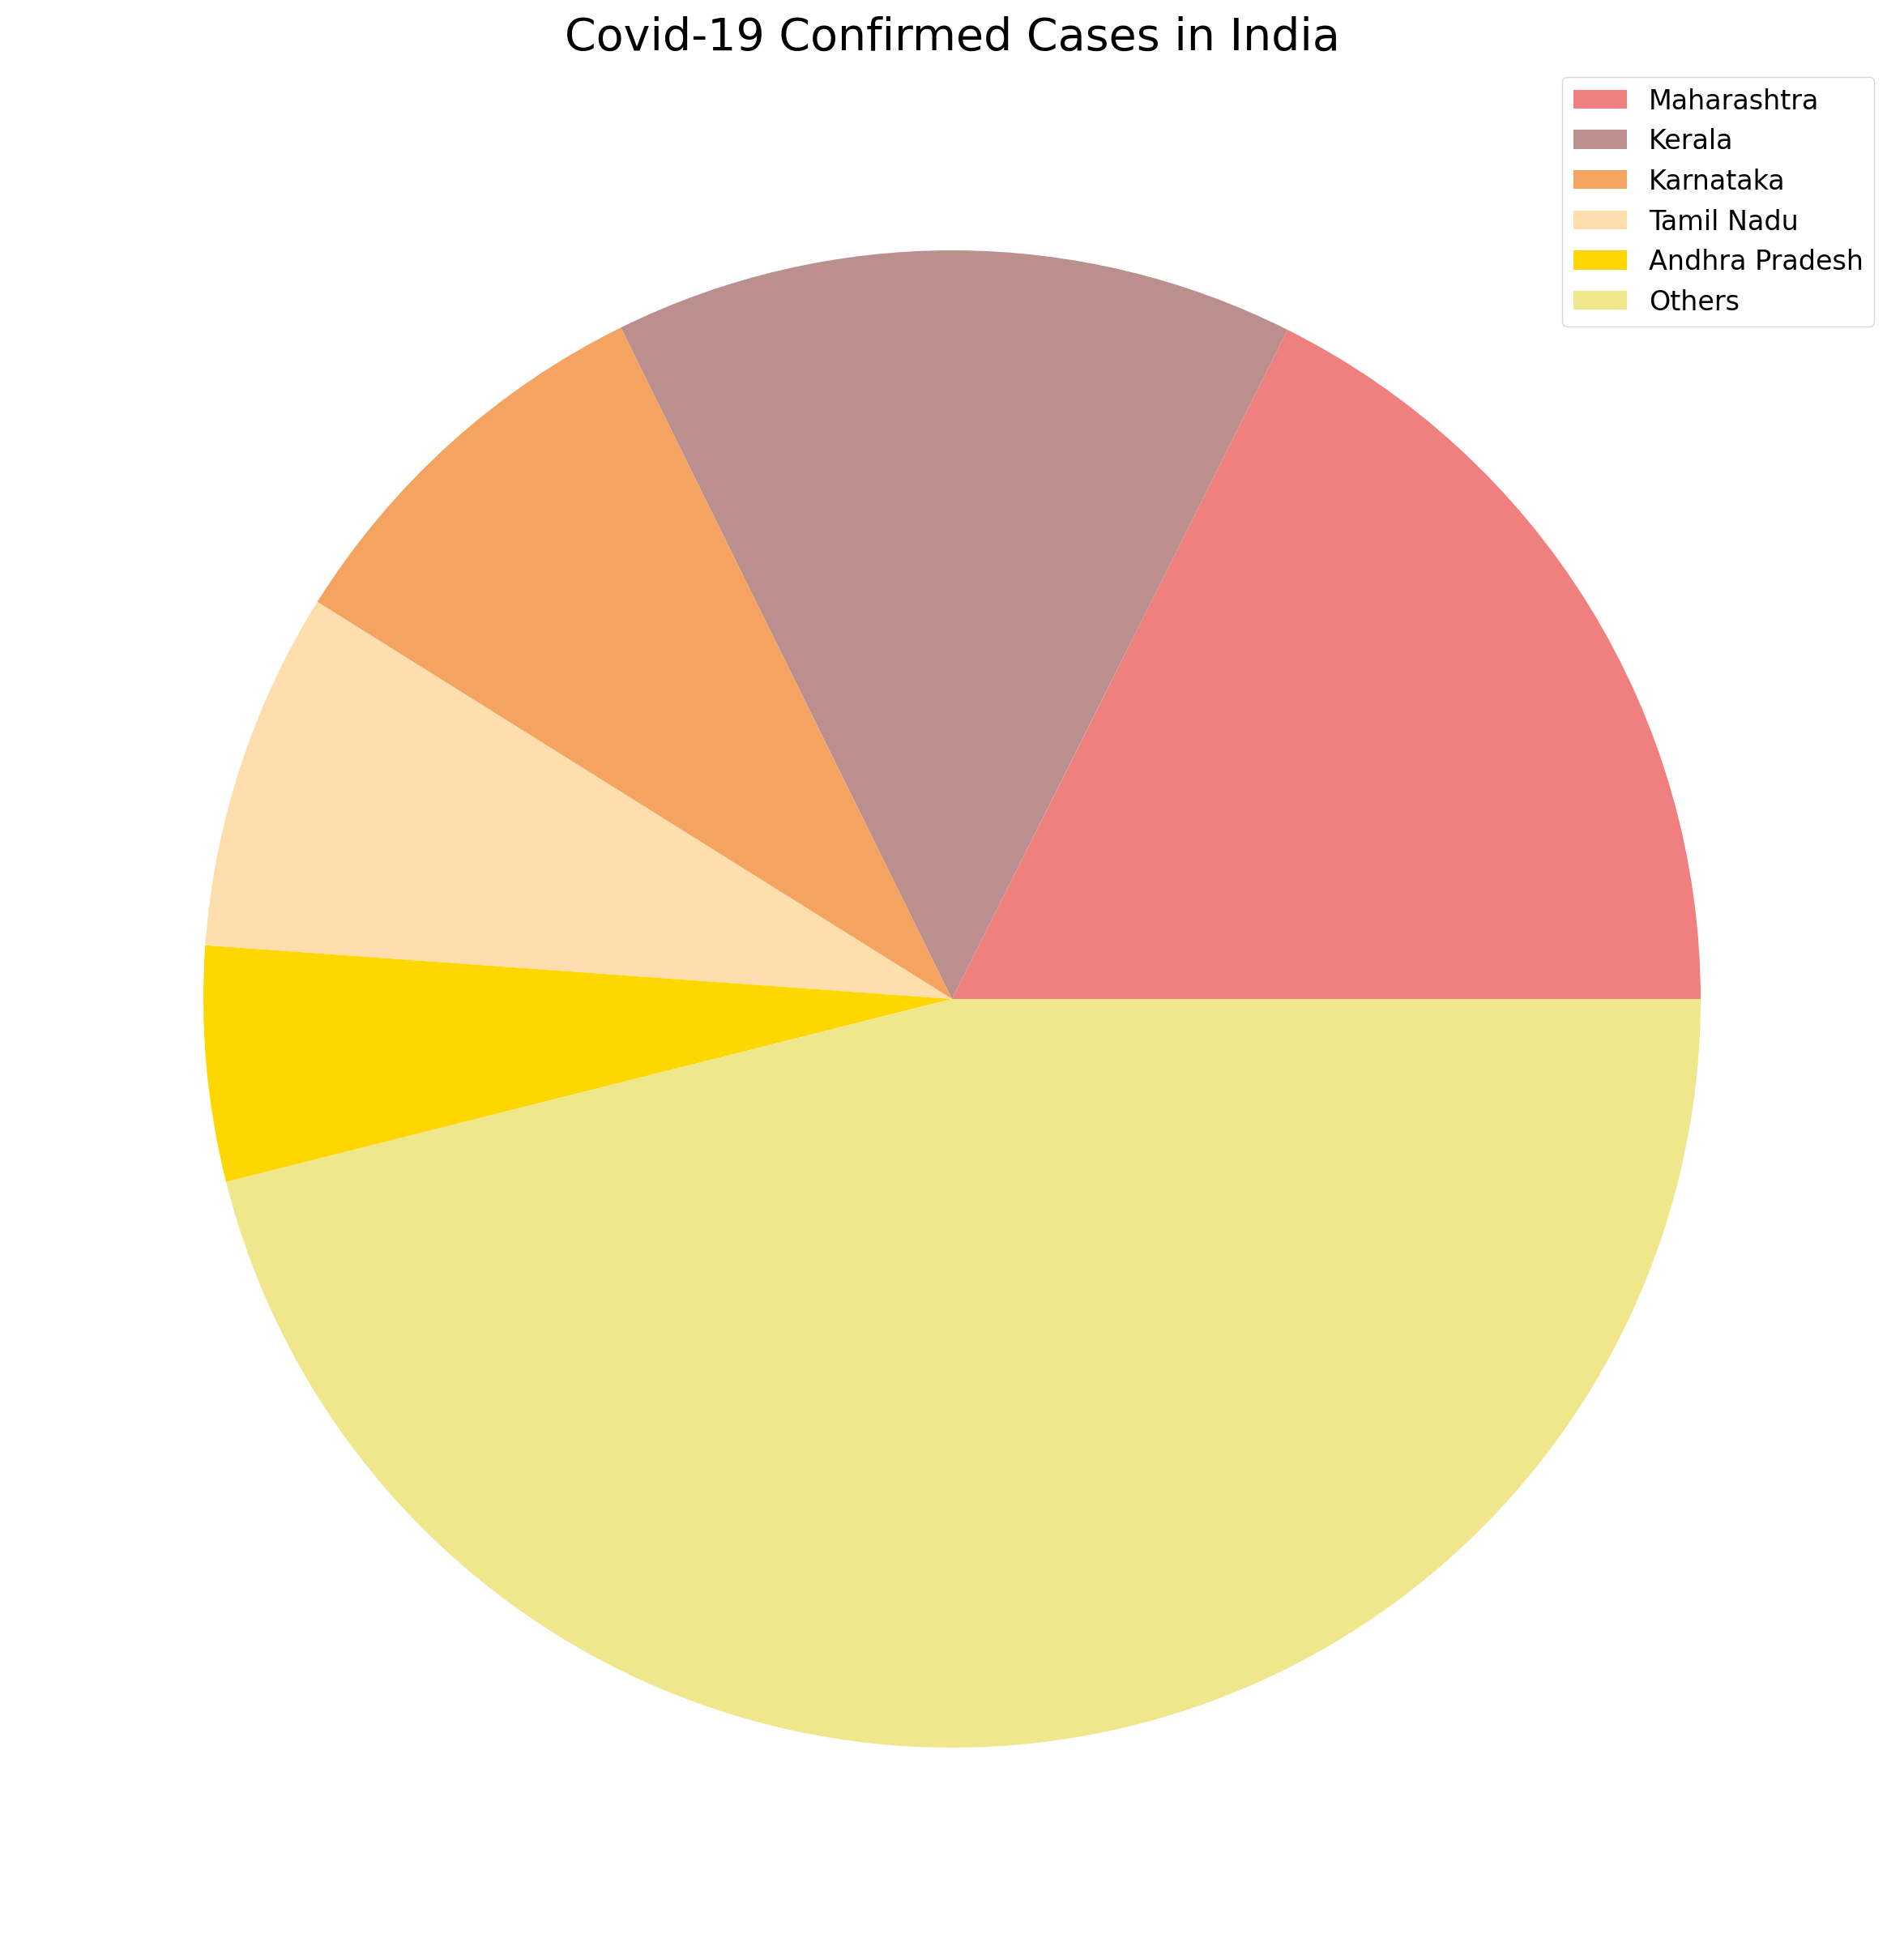 Covid-19 Confirmed Cases in India
Maharashtra
Kerala
Karnataka
Tamil Nadu
Andhra Pradesh
Others